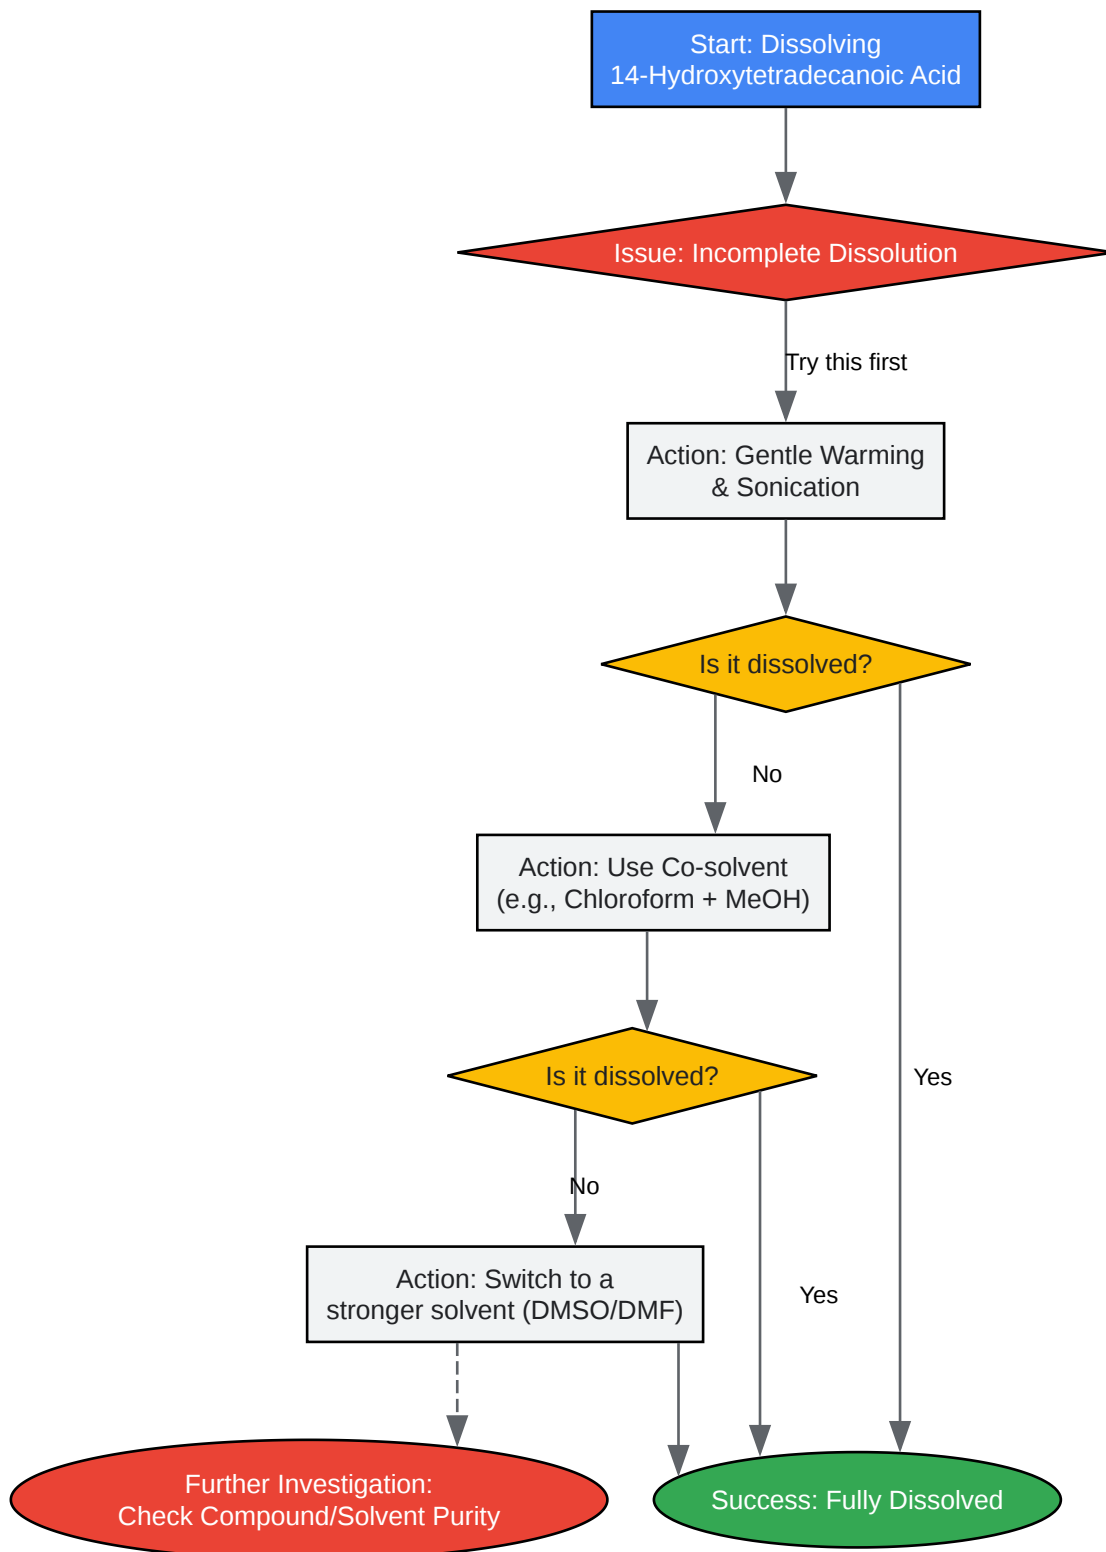 Start: Dissolving
14-Hydroxytetradecanoic Acid
Issue: Incomplete Dissolution
Try this first
Action: Gentle Warming
& Sonication
Is it dissolved?
No
Action: Use Co-solvent
(e.g., Chloroform + MeOH)
Is it dissolved?
Yes
No
Action: Switch to a
stronger solvent (DMSO/DMF)
Yes
Further Investigation:
Check Compound/Solvent Purity
Success: Fully Dissolved